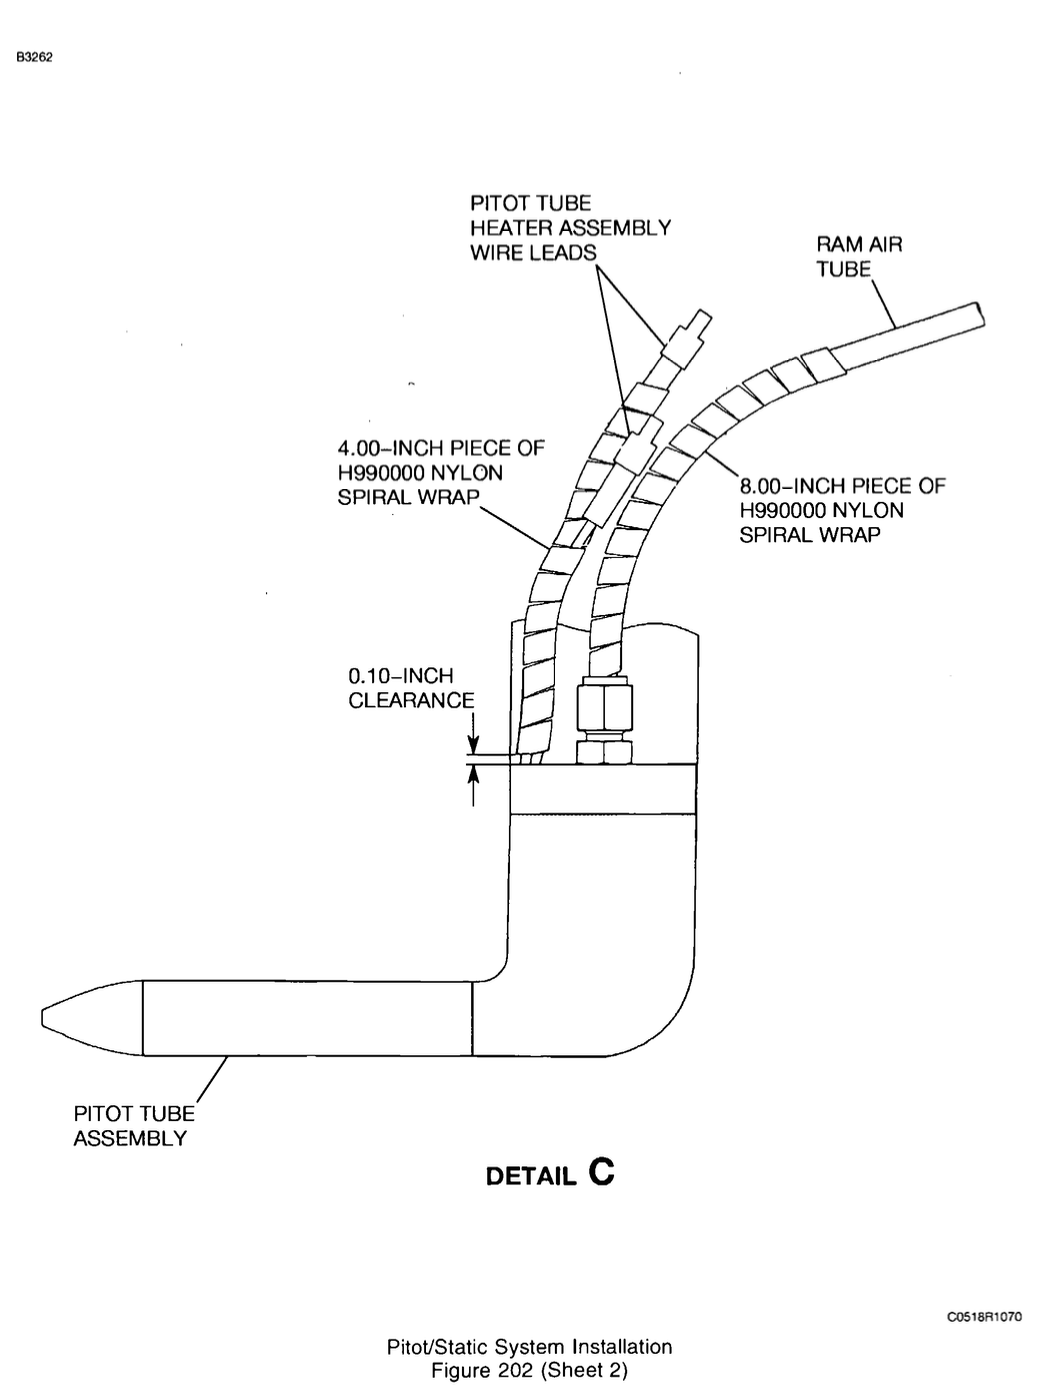 B3262
PITOT TUBE
HEATER ASSEMBLY
WIRE LEADS
RAM AIR
TUBE
4.00-INCH PIECE OF
H990000 NYLON
SPIRAL WRAP
8.00-INCH PIECE OF
H990000 NYLON
SPIRAL WRAP
0.10-INCH
CLEARANCE
PITOT TUBE
ASSEMBLY
DETAIL C
C0518R1070
Pitot/Static System Installation
Figure 202 (Sheet 2)